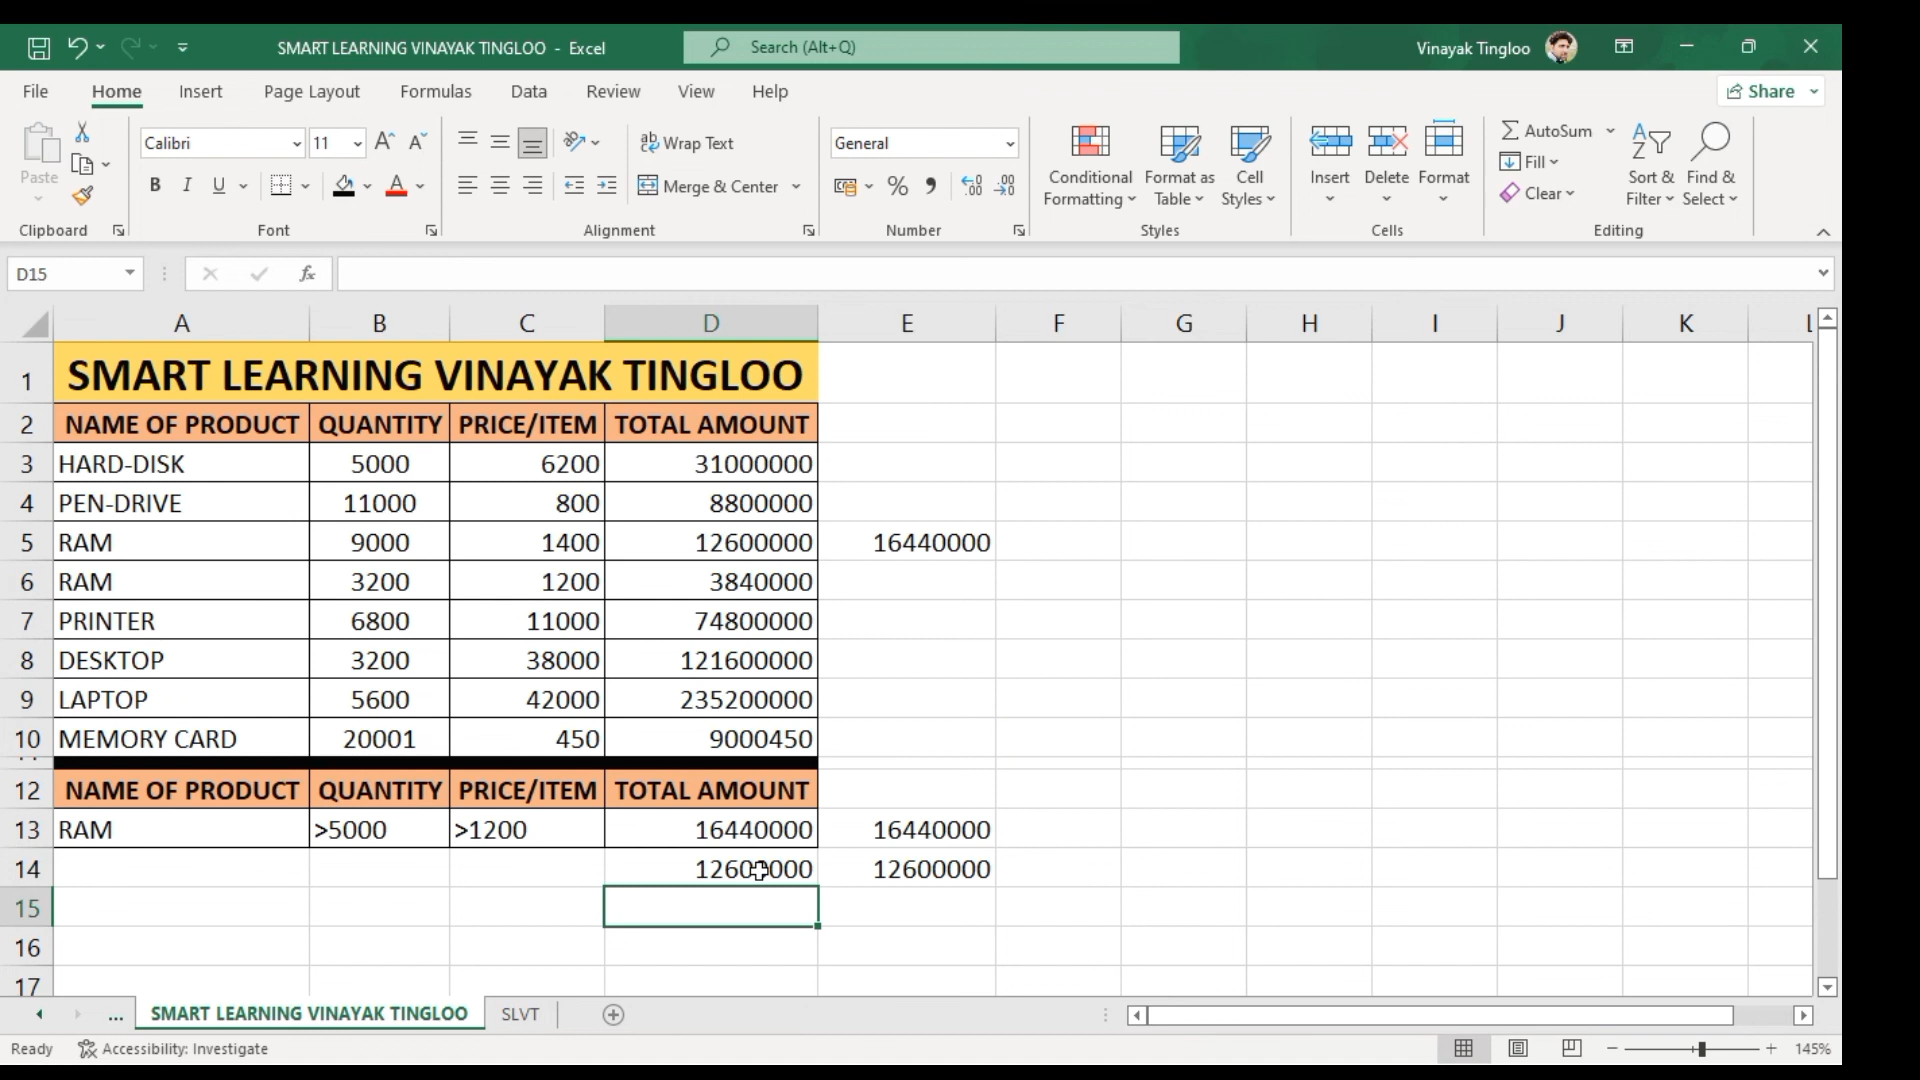 SMART LEARNING VINAYAK TINGLOO - Excel
Search (Alt+Q)
Vinayak Tingloo
File Home Insert Page Layout Formulas Data Review View Help
Share
Paste
Clipboard
Calibri 11
B I U
Font
Wrap Text
Merge & Center
Alignment
General
Number
Conditional Formatting
Format as Table
Cell Styles
Styles
Insert Delete Format
Cells
AutoSum
Fill
Clear
Sort & Filter
Find & Select
Editing
D15
fx
A B C D E F G H I J K
1 SMART LEARNING VINAYAK TINGLOO
2 NAME OF PRODUCT QUANTITY PRICE/ITEM TOTAL AMOUNT
3 HARD-DISK 5000 6200 31000000
4 PEN-DRIVE 11000 800 8800000
5 RAM 9000 1400 12600000 16440000
6 RAM 3200 1200 3840000
7 PRINTER 6800 11000 74800000
8 DESKTOP 3200 38000 121600000
9 LAPTOP 5600 42000 235200000
10 MEMORY CARD 20001 450 9000450
12 NAME OF PRODUCT QUANTITY PRICE/ITEM TOTAL AMOUNT
13 RAM >5000 >1200 16440000 16440000
14 12600000 12600000
15
16
17
... SMART LEARNING VINAYAK TINGLOO SLVT
Ready Accessibility: Investigate 145%